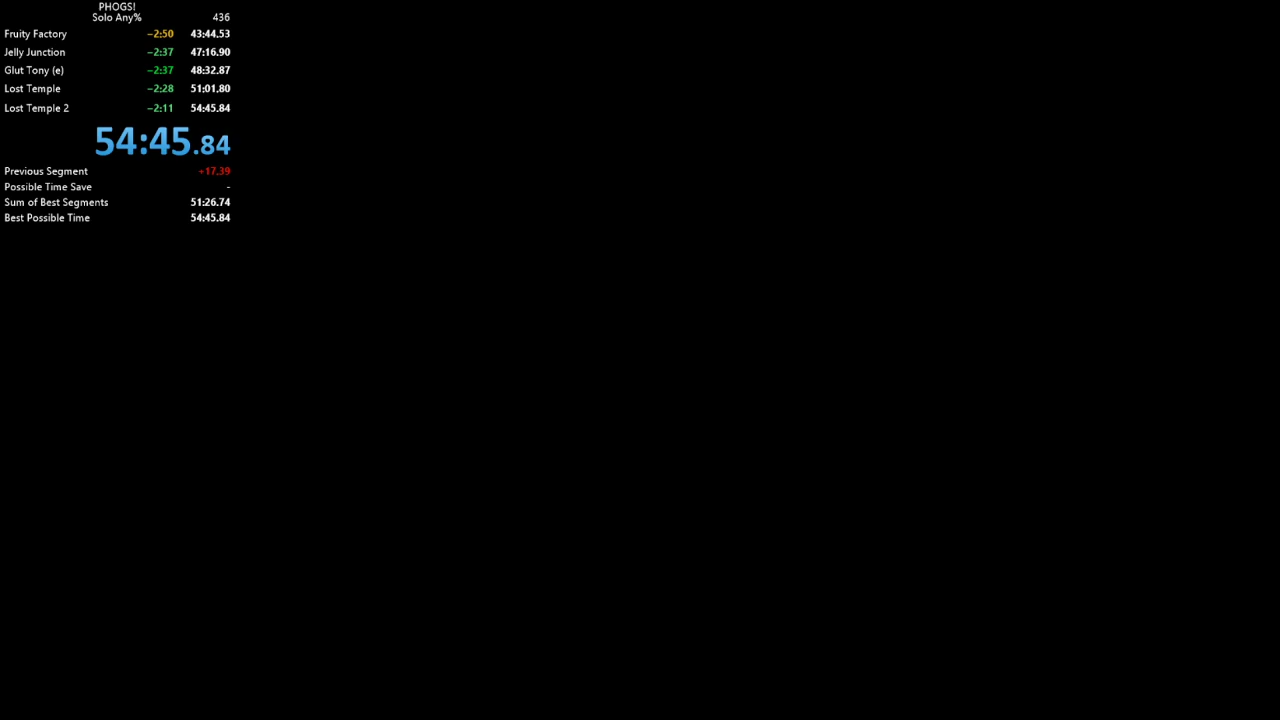 PHOGS!
Solo Any% 436
Fruity Factory −2:50 43:44.53
Jelly Junction −2:37 47:16.90
Glut Tony (e) −2:37 48:32.87
Lost Temple −2:28 51:01.80
Lost Temple 2 −2:11 54:45.84
54:45.84
Previous Segment +17.39
Possible Time Save -
Sum of Best Segments 51:26.74
Best Possible Time 54:45.84